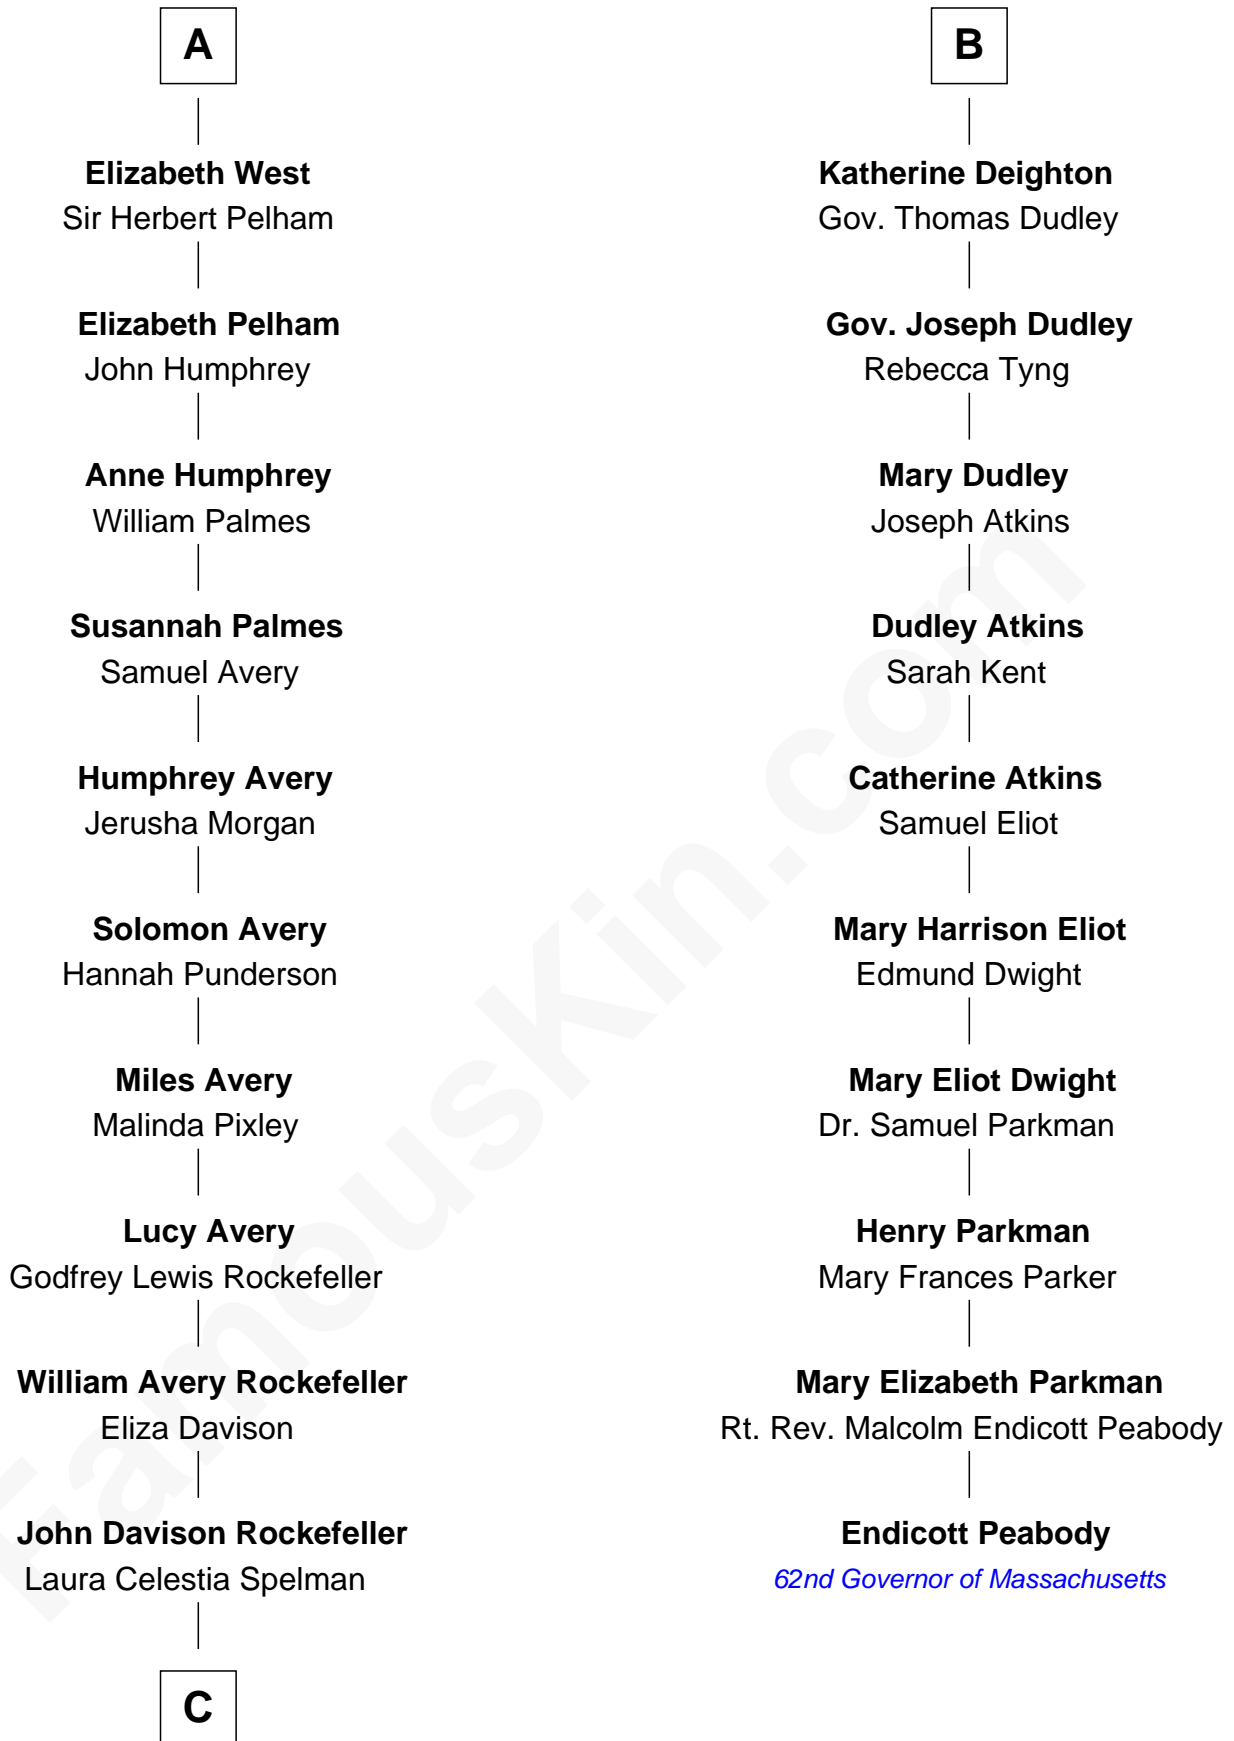 A
Elizabeth West
Sir Herbert Pelham
Elizabeth Pelham
John Humphrey
Anne Humphrey
William Palmes
Susannah Palmes
Samuel Avery
Humphrey Avery
Jerusha Morgan
Solomon Avery
Hannah Punderson
Miles Avery
Malinda Pixley
Lucy Avery
Godfrey Lewis Rockefeller
William Avery Rockefeller
Eliza Davison
John Davison Rockefeller
Laura Celestia Spelman
C
B
Katherine Deighton
Gov. Thomas Dudley
Gov. Joseph Dudley
Rebecca Tyng
Mary Dudley
Joseph Atkins
Dudley Atkins
Sarah Kent
Catherine Atkins
Samuel Eliot
Mary Harrison Eliot
Edmund Dwight
Mary Eliot Dwight
Dr. Samuel Parkman
Henry Parkman
Mary Frances Parker
Mary Elizabeth Parkman
Rt. Rev. Malcolm Endicott Peabody
Endicott Peabody
62nd Governor of Massachusetts
FamousKin.com